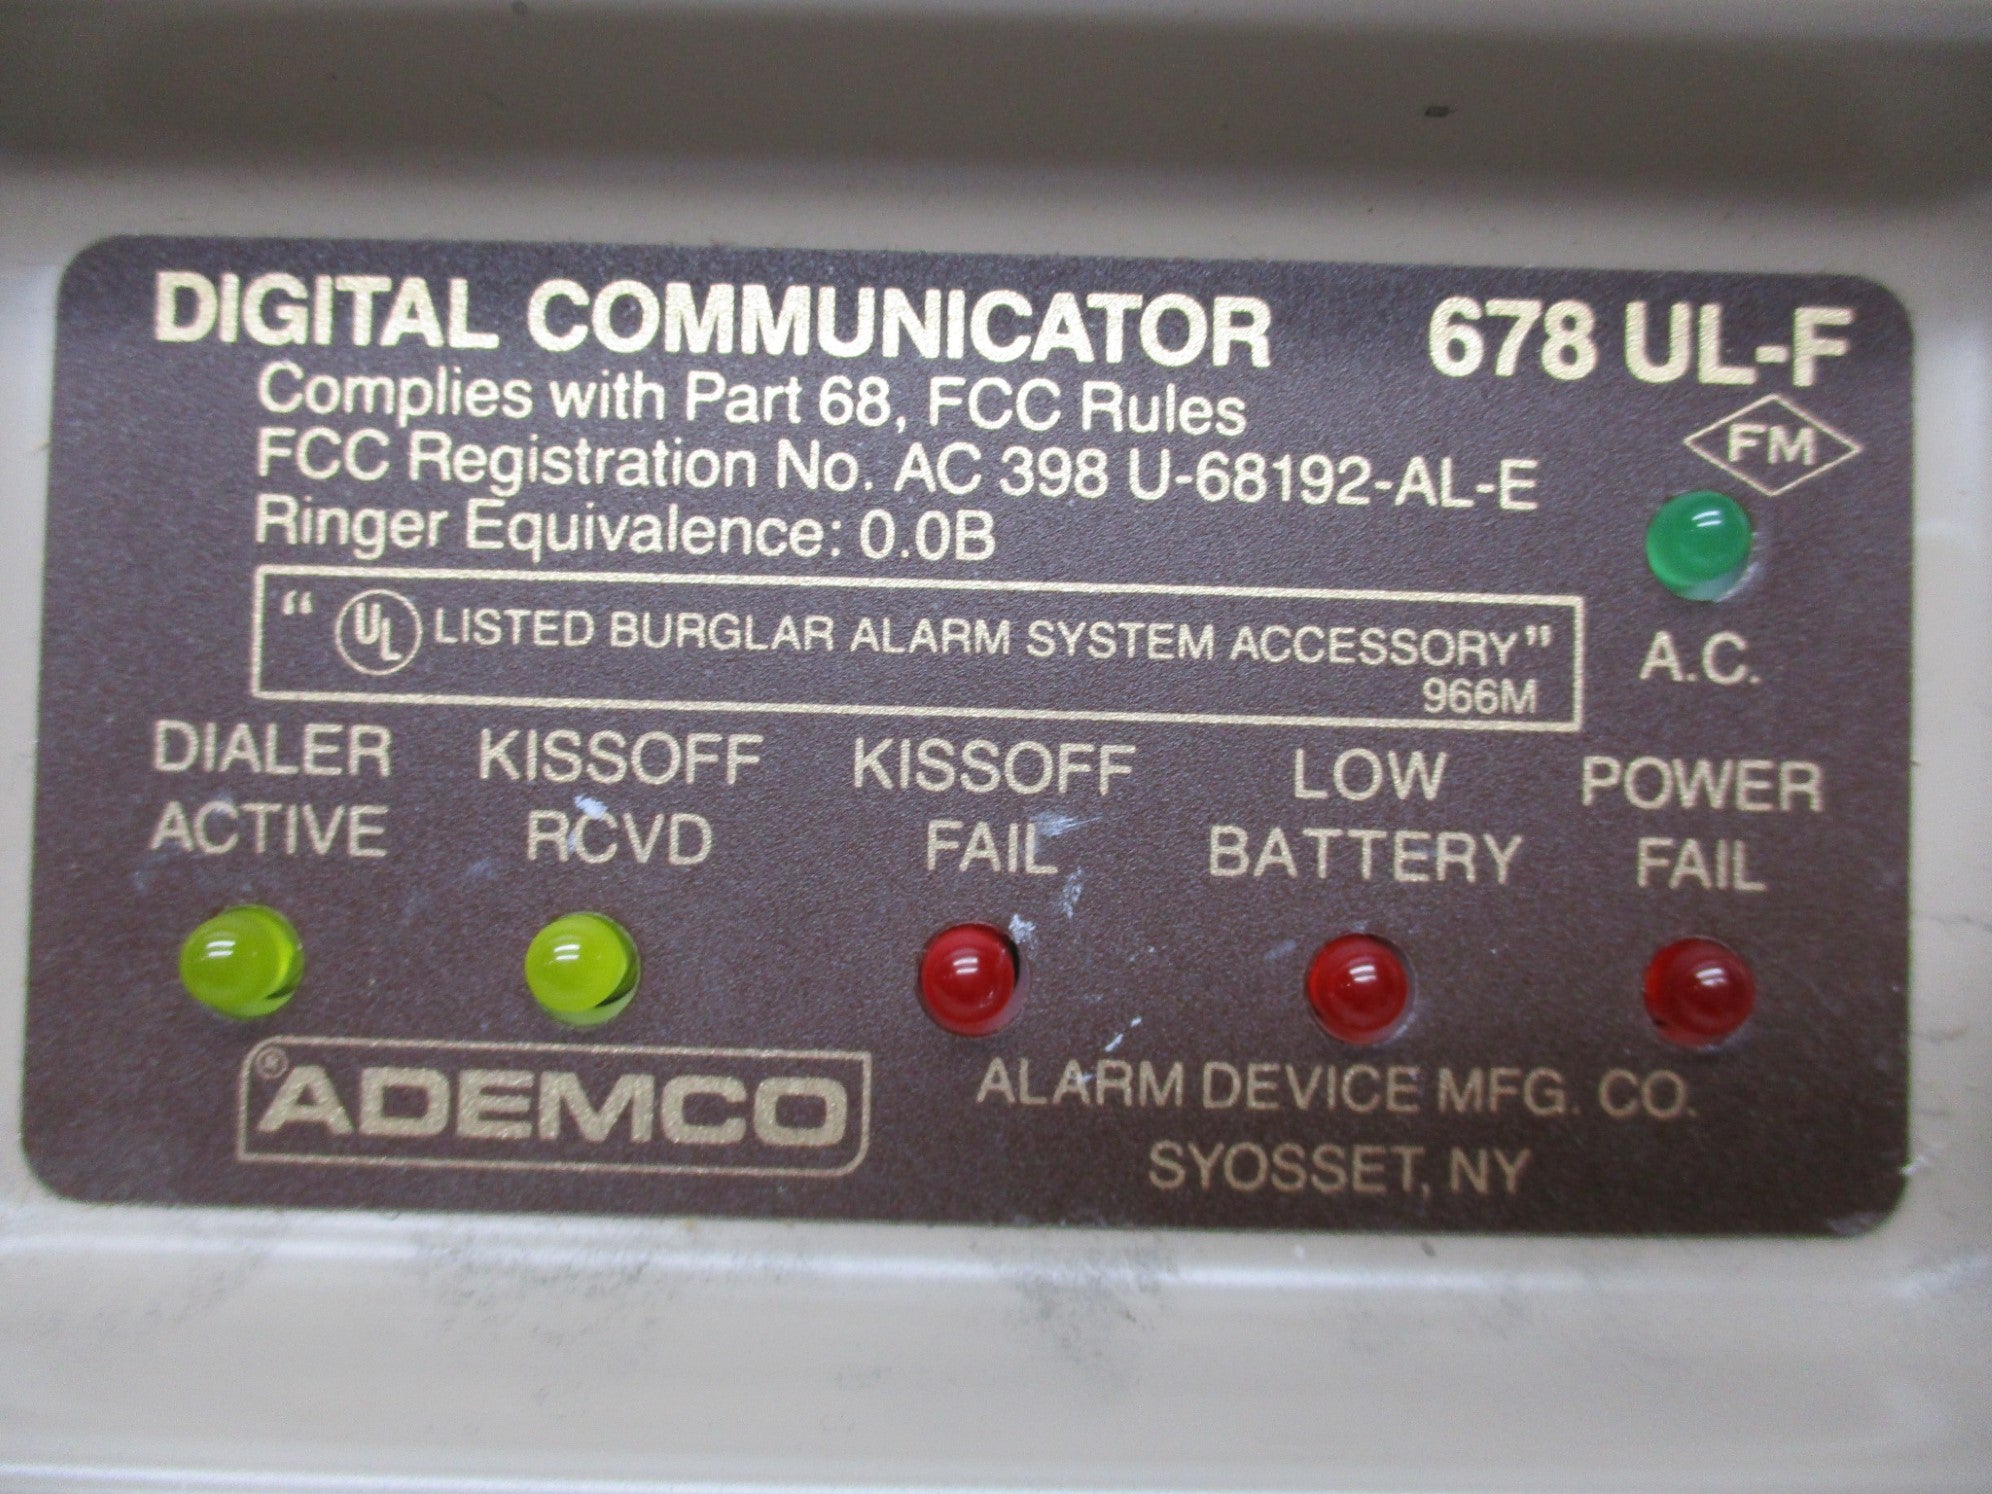 DIGITAL COMMUNICATOR 678 UL-F
Complies with Part 68, FCC Rules
FM
FCC Registration No. AC 398 U-68192-AL-E
Ringer Equivalence: 0.0B
" UL LISTED BURGLAR ALARM SYSTEM ACCESSORY"
966M
A.C.
DIALER ACTIVE
KISSOFF RCVD
KISSOFF FAIL
LOW BATTERY
POWER FAIL
® ADEMCO
ALARM DEVICE MFG. CO.
SYOSSET, NY